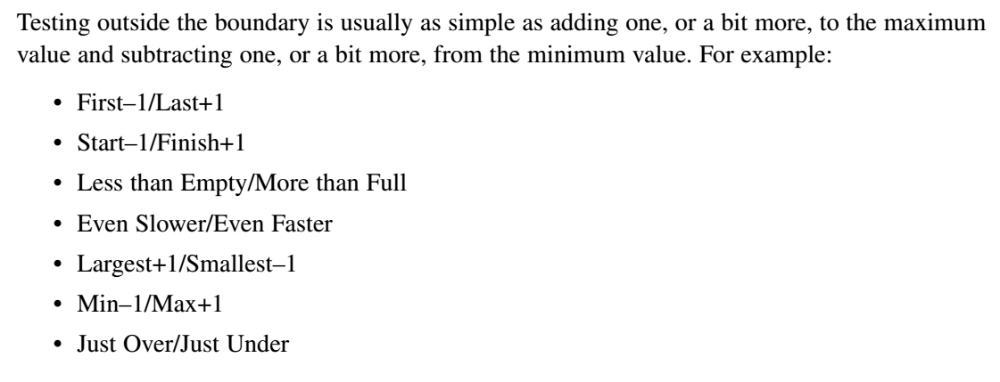 Testing outside the boundary is usually as simple as adding one, or a bit more, to the maximum
value and subtracting one, or a bit more, from the minimum value. For example:
• First–1/Last+1
• Start–1/Finish+1
• Less than Empty/More than Full
• Even Slower/Even Faster
• Largest+1/Smallest–1
• Min–1/Max+1
• Just Over/Just Under